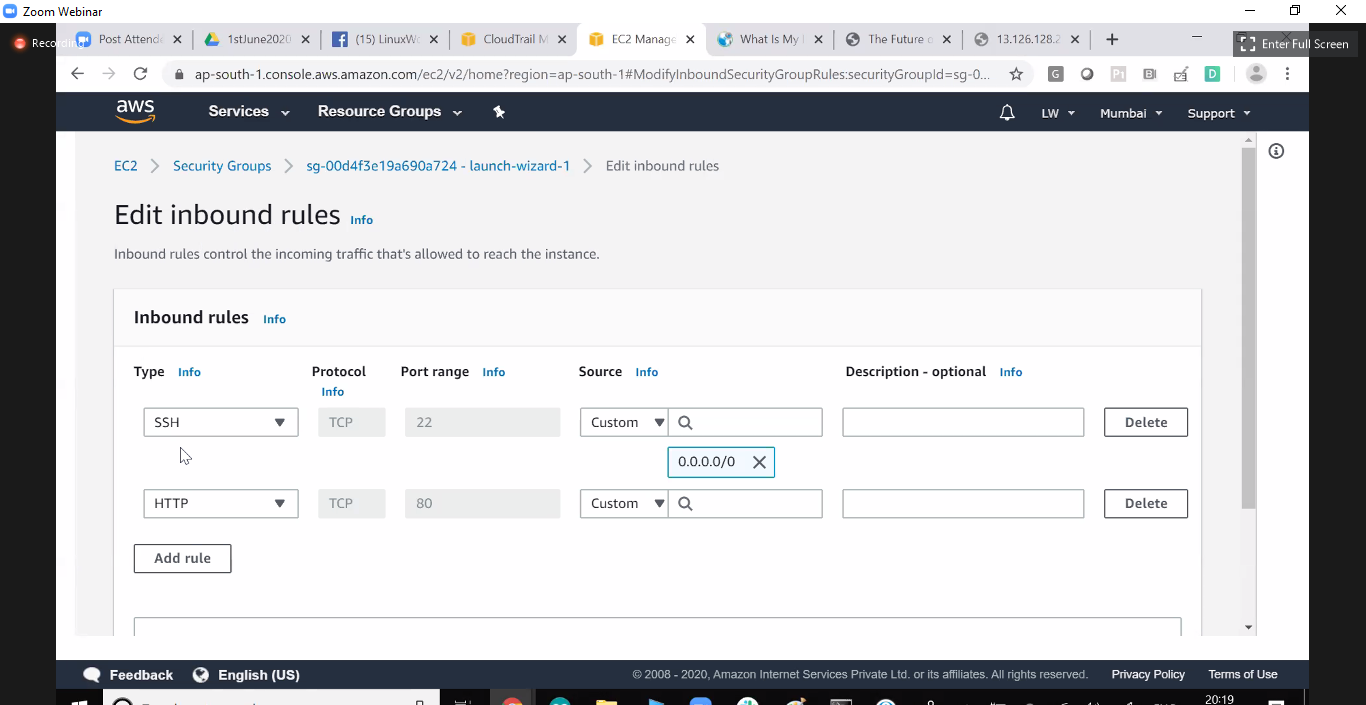 Zoom Webinar
Recording
Post Attend
1stJune2020
(15) LinuxWo
CloudTrail M
EC2 Manage
What Is My I
The Future o
13.126.128.2
Enter Full Screen
ap-south-1.console.aws.amazon.com/ec2/v2/home?region=ap-south-1#ModifyInboundSecurityGroupRules:securityGroupId=sg-0...
aws Services Resource Groups LW Mumbai Support
EC2 > Security Groups > sg-00d4f3e19a690a724 - launch-wizard-1 > Edit inbound rules
Edit inbound rules Info
Inbound rules control the incoming traffic that's allowed to reach the instance.
Inbound rules Info
Type Info Protocol Port range Info Source Info Description - optional Info
Info
SSH TCP 22 Custom Delete
0.0.0.0/0
HTTP TCP 80 Custom Delete
Add rule
Feedback English (US) © 2008 - 2020, Amazon Internet Services Private Ltd. or its affiliates. All rights reserved. Privacy Policy Terms of Use
20:19